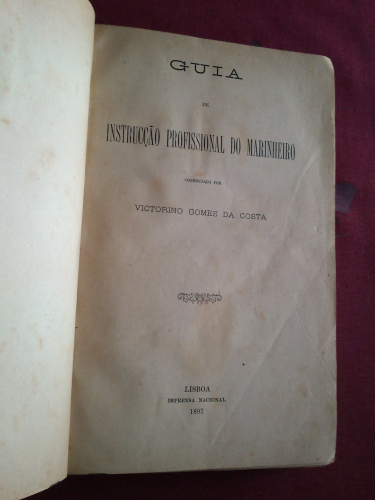 GUIA
DE
INSTRUCÇÃO PROFISSIONAL DO MARINHEIRO
COORDENADA POR
VICTORINO GOMES DA COSTA
LISBOA
IMPRENSA NACIONAL
1897